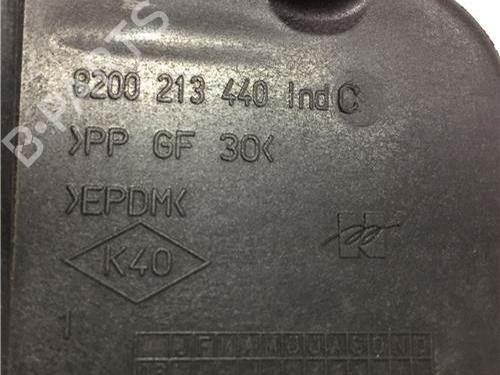 B-PARTS
8200 213 440 Ind C
>PP GF 30<
>EPDM<
K40
1
J F M A M J J A S O N D